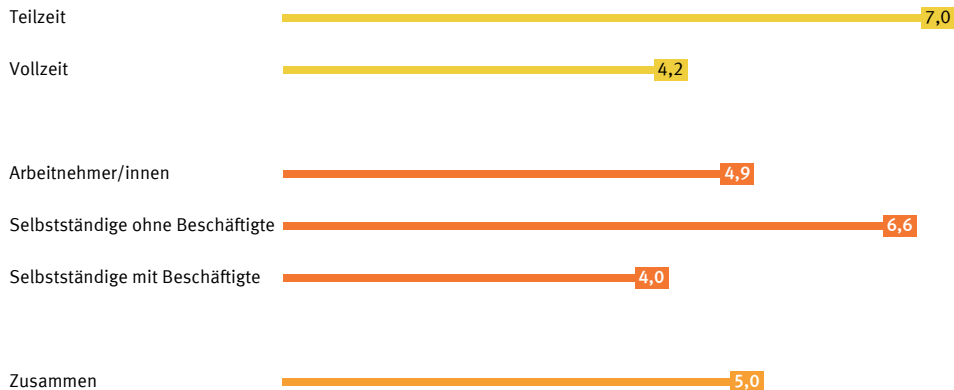 Teilzeit 7,0
Vollzeit 4,2
Arbeitnehmer/innen 4,9
Selbstständige ohne Beschäftigte 6,6
Selbstständige mit Beschäftigte 4,0
Zusammen 5,0